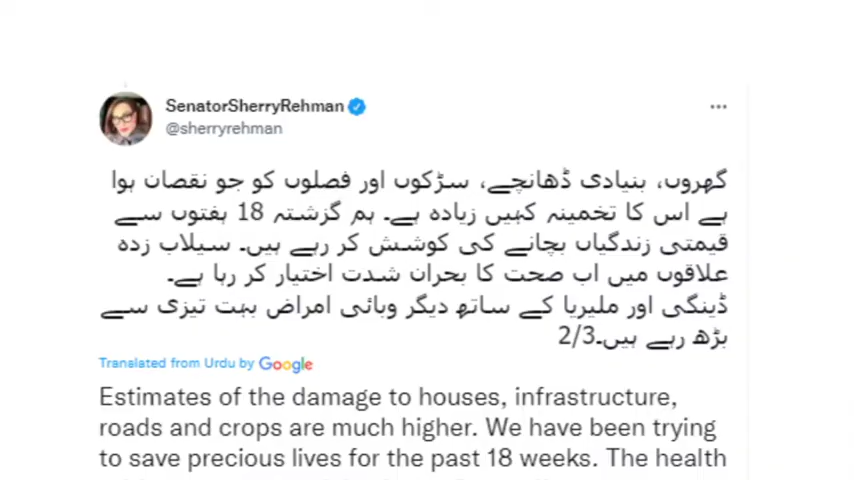 SenatorSherryRehman
@sherryrehman
گھروں، بنیادی ڈھانچے، سڑکوں اور فصلوں کو جو نقصان ہوا
ہے اس کا تخمینہ کہیں زیادہ ہے۔ ہم گزشتہ 18 ہفتوں سے
قیمتی زندگیاں بچانے کی کوشش کر رہے ہیں۔ سیلاب زدہ
علاقوں میں اب صحت کا بحران شدت اختیار کر رہا ہے۔
ڈینگی اور ملیریا کے ساتھ دیگر وبائی امراض بہت تیزی سے
بڑھ رہے ہیں۔2/3
Translated from Urdu by Google
Estimates of the damage to houses, infrastructure,
roads and crops are much higher. We have been trying
to save precious lives for the past 18 weeks. The health